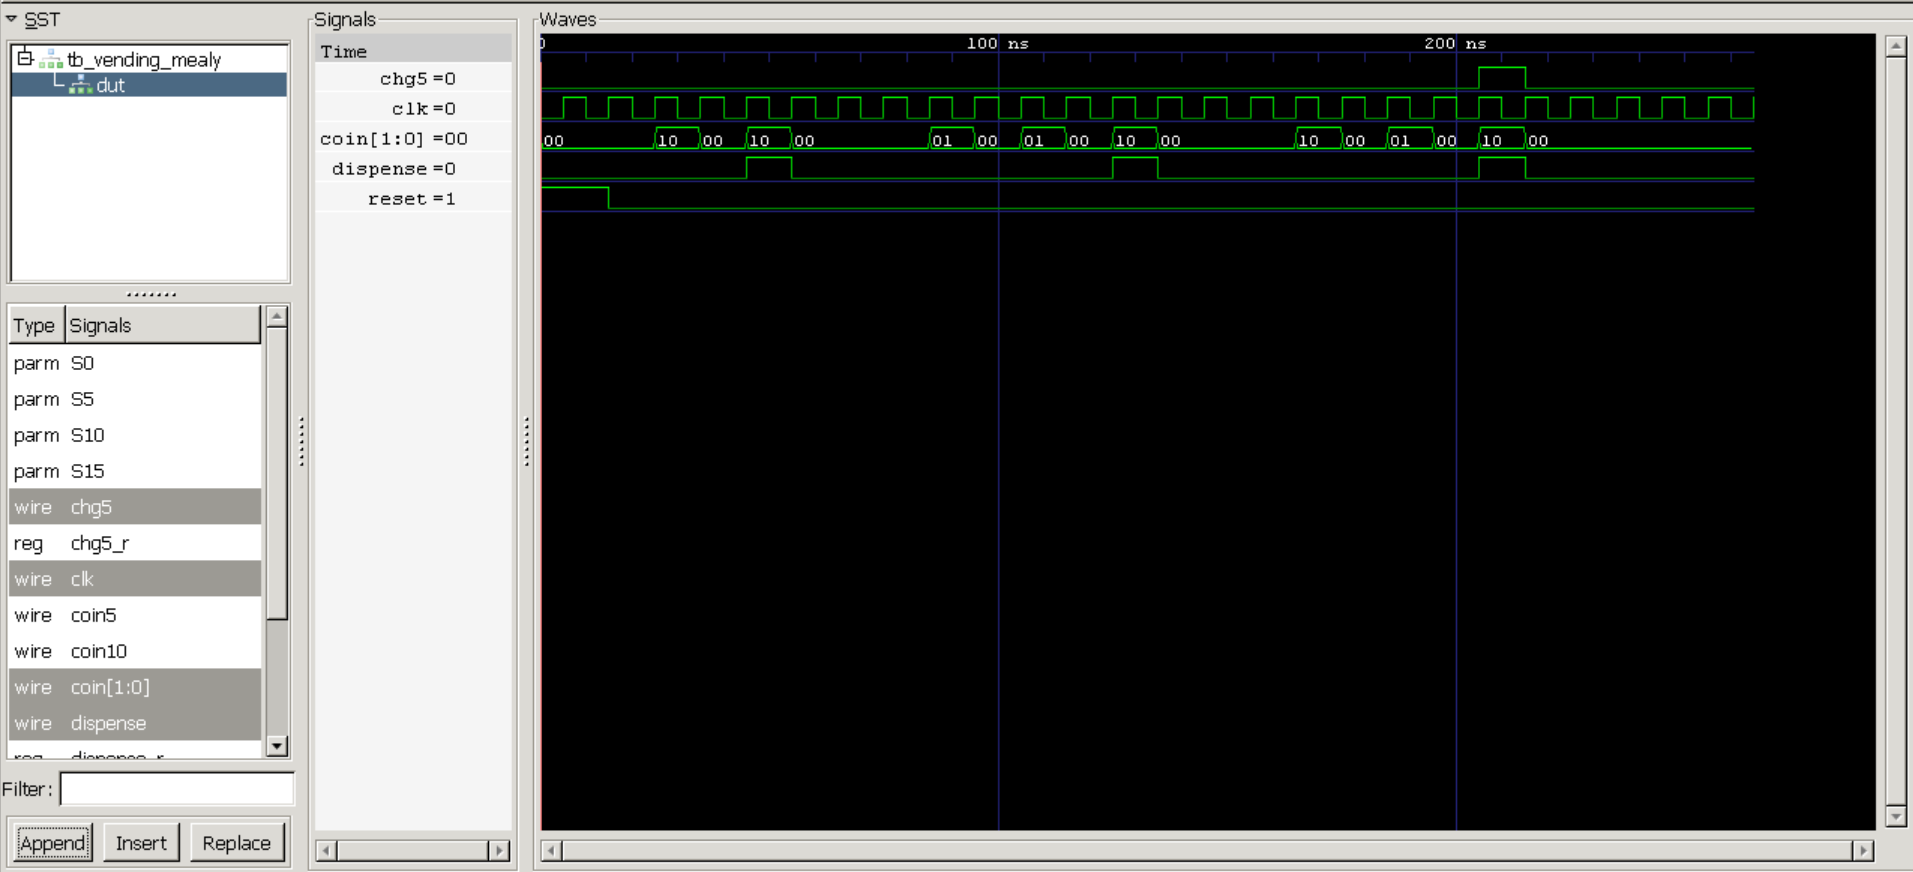 SST
tb_vending_mealy
dut
Type Signals
parm S0
parm S5
parm S10
parm S15
wire chg5
reg chg5_r
wire clk
wire coin5
wire coin10
wire coin[1:0]
wire dispense
reg dispense_r
Filter:
Append Insert Replace
Signals
Time
chg5 =0
clk =0
coin[1:0] =00
dispense =0
reset =1
Waves
0 100 ns 200 ns
00 10 00 10 00 01 00 01 00 10 00 10 00 01 00 10 00